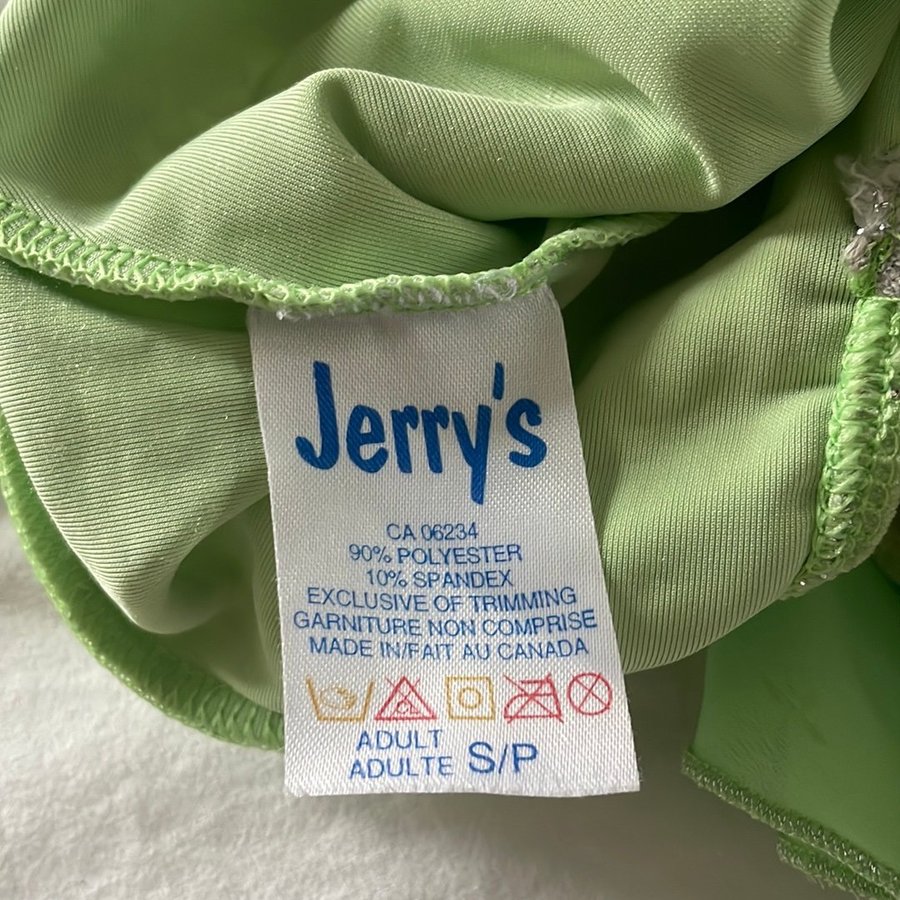 Jerry's
CA 06234
90% POLYESTER
10% SPANDEX
EXCLUSIVE OF TRIMMING
GARNITURE NON COMPRISE
MADE IN/FAIT AU CANADA
CL
ADULT
ADULTE S/P